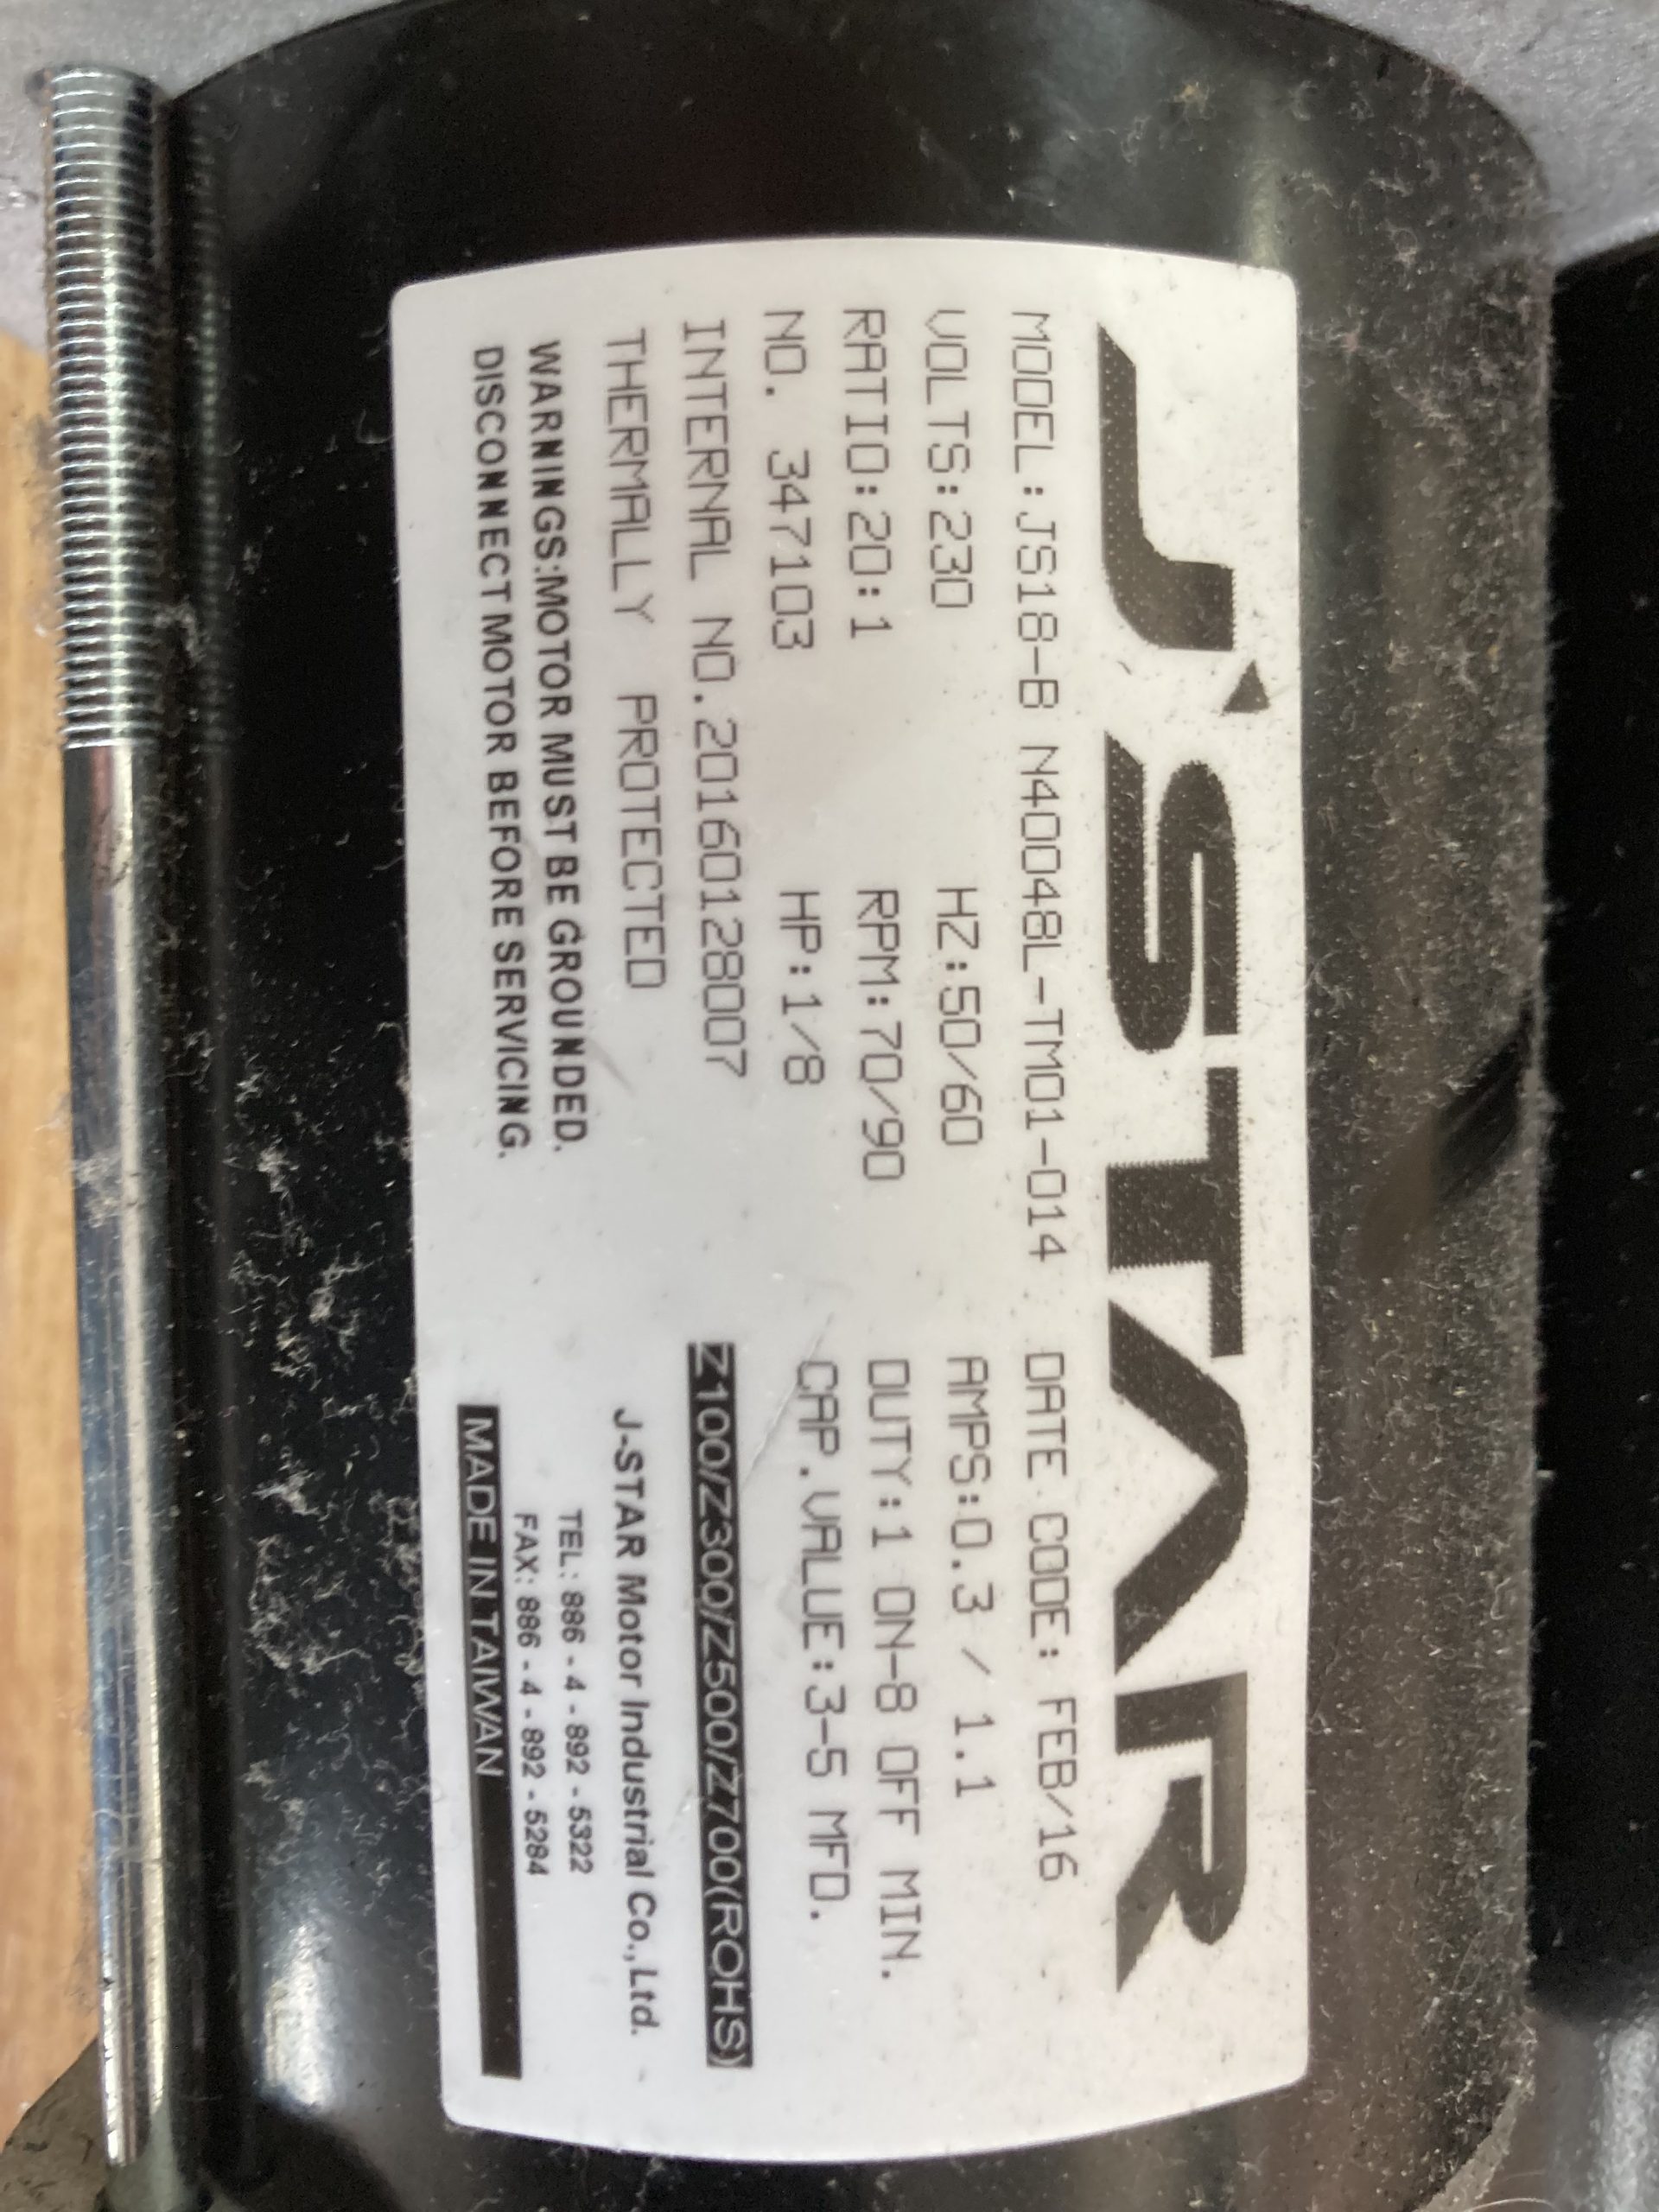 J'STAR
MODEL:JS18-B N40048L-TM01-014 DATE CODE: FEB/16
VOLTS:230 HZ:50/60 AMPS:0.3 / 1.1
RATIO:20:1 RPM:70/90 DUTY:1 ON-8 OFF MIN.
NO. 347103 HP:1/8 CAP.VALUE:3-5 MFD.
INTERNAL NO.20160128007 Z100/Z300/Z500/Z700(ROHS)
THERMALLY PROTECTED J-STAR Motor Industrial Co.,Ltd.
WARNINGS:MOTOR MUST BE GROUNDED. TEL: 886 - 4 - 892 - 5322
DISCONNECT MOTOR BEFORE SERVICING. FAX: 886 - 4 - 892 - 5284
MADE IN TAIWAN